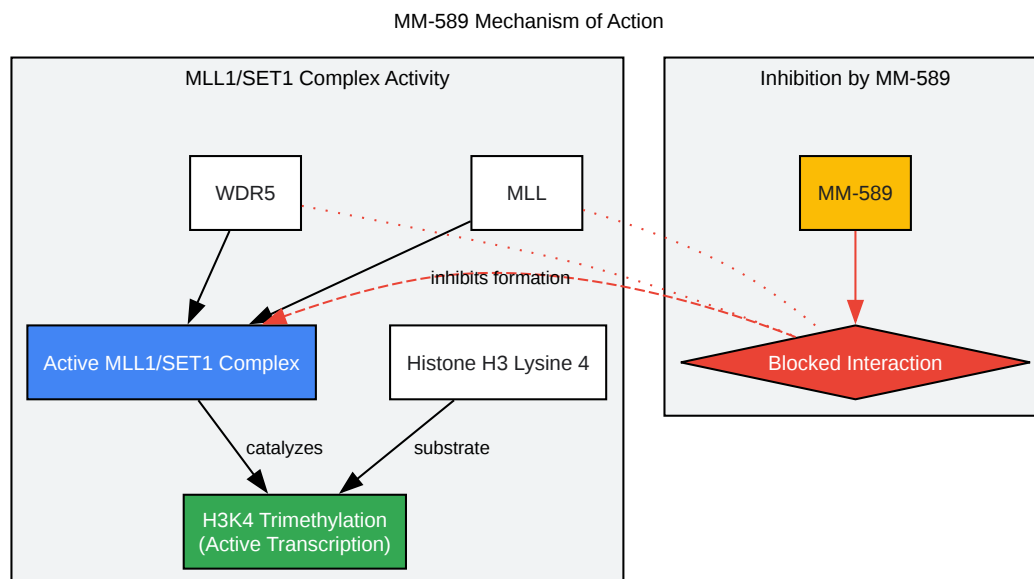 MM-589 Mechanism of Action
MLL1/SET1 Complex Activity
Inhibition by MM-589
WDR5
MLL
MM-589
inhibits formation
Active MLL1/SET1 Complex
Histone H3 Lysine 4
Blocked Interaction
catalyzes
substrate
H3K4 Trimethylation
(Active Transcription)